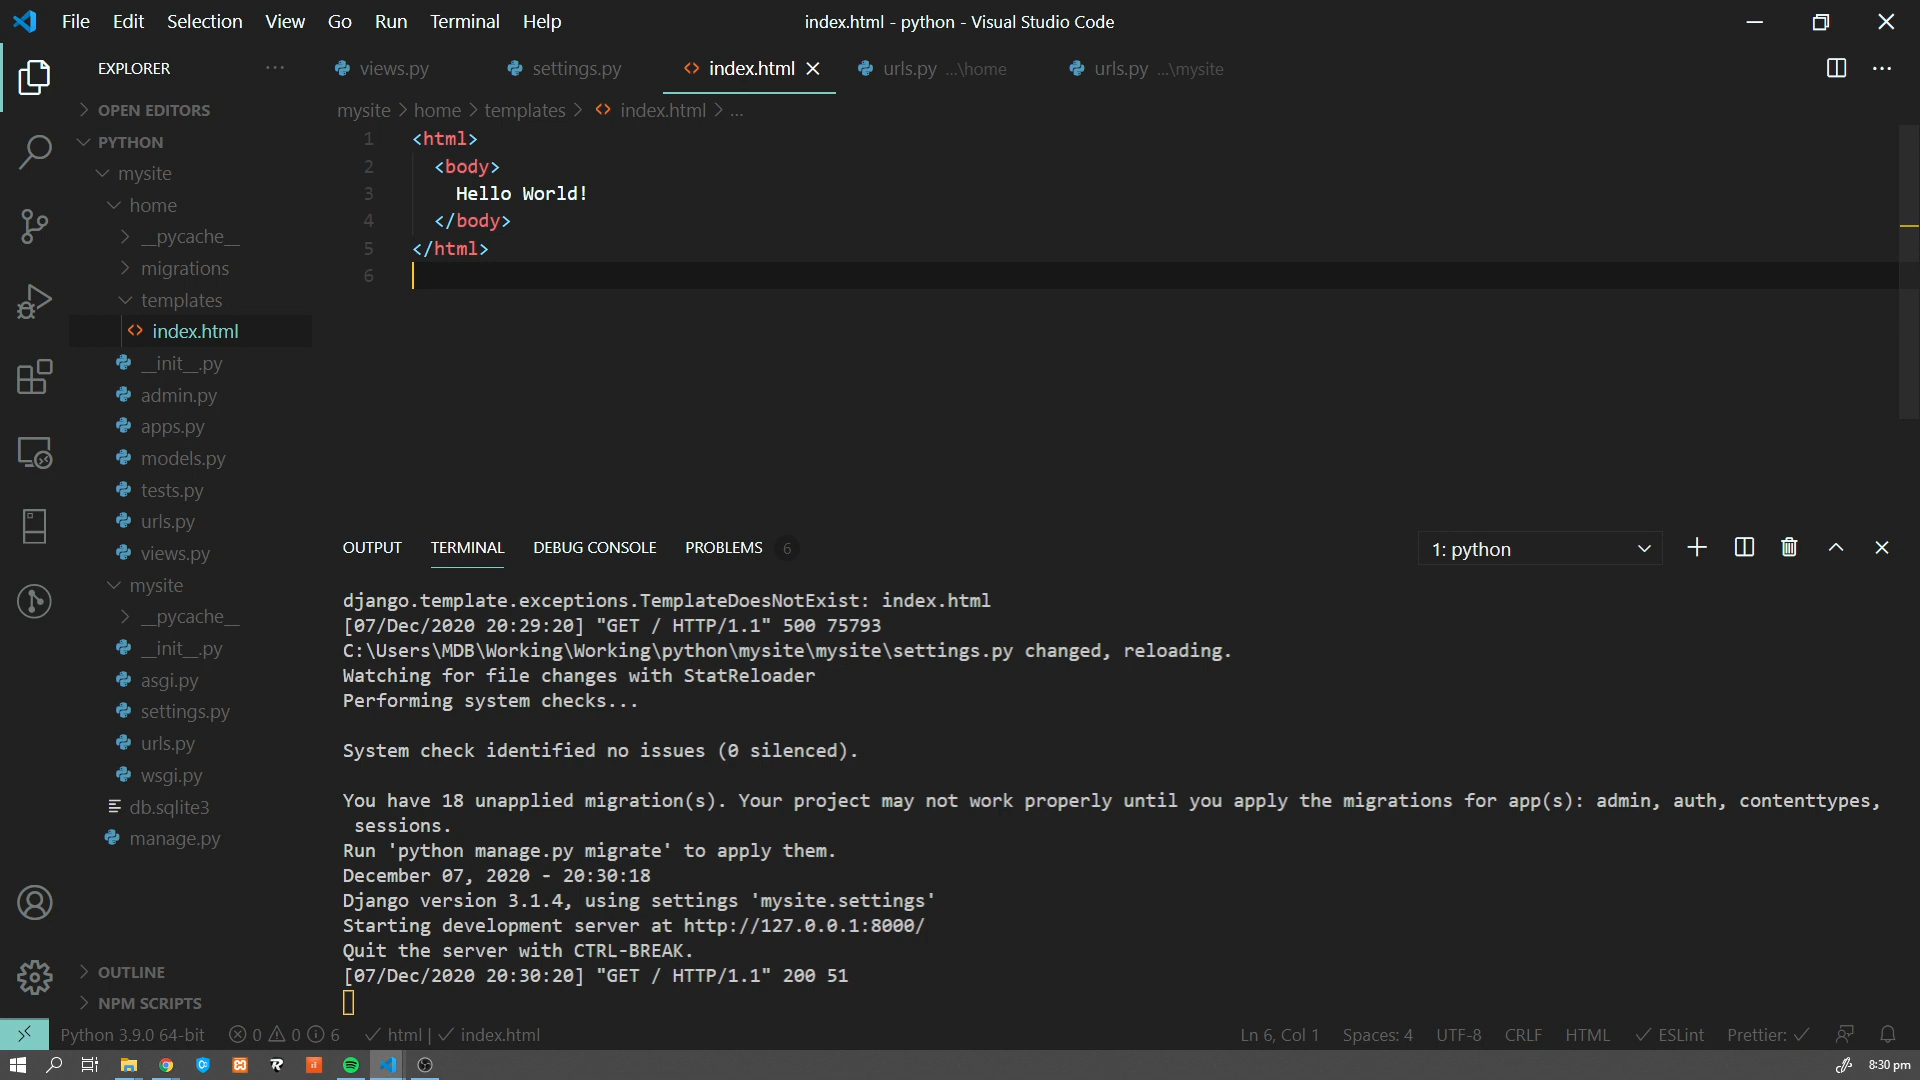 File Edit Selection View Go Run Terminal Help
index.html - python - Visual Studio Code
EXPLORER
OPEN EDITORS
PYTHON
mysite
home
__pycache__
migrations
templates
index.html
__init__.py
admin.py
apps.py
models.py
tests.py
urls.py
views.py
mysite
__pycache__
__init__.py
asgi.py
settings.py
urls.py
wsgi.py
db.sqlite3
manage.py
OUTLINE
NPM SCRIPTS
views.py settings.py index.html urls.py ...\home urls.py ...\mysite
mysite > home > templates > index.html > ...
1 <html>
2 <body>
3 Hello World!
4 </body>
5 </html>
6
OUTPUT TERMINAL DEBUG CONSOLE PROBLEMS 6 1: python
django.template.exceptions.TemplateDoesNotExist: index.html
[07/Dec/2020 20:29:20] "GET / HTTP/1.1" 500 75793
C:\Users\MDB\Working\Working\python\mysite\mysite\settings.py changed, reloading.
Watching for file changes with StatReloader
Performing system checks...
System check identified no issues (0 silenced).
You have 18 unapplied migration(s). Your project may not work properly until you apply the migrations for app(s): admin, auth, contenttypes,
sessions.
Run 'python manage.py migrate' to apply them.
December 07, 2020 - 20:30:18
Django version 3.1.4, using settings 'mysite.settings'
Starting development server at http://127.0.0.1:8000/
Quit the server with CTRL-BREAK.
[07/Dec/2020 20:30:20] "GET / HTTP/1.1" 200 51
Python 3.9.0 64-bit 0 0 6 html | index.html Ln 6, Col 1 Spaces: 4 UTF-8 CRLF HTML ESLint Prettier:
8:30 pm